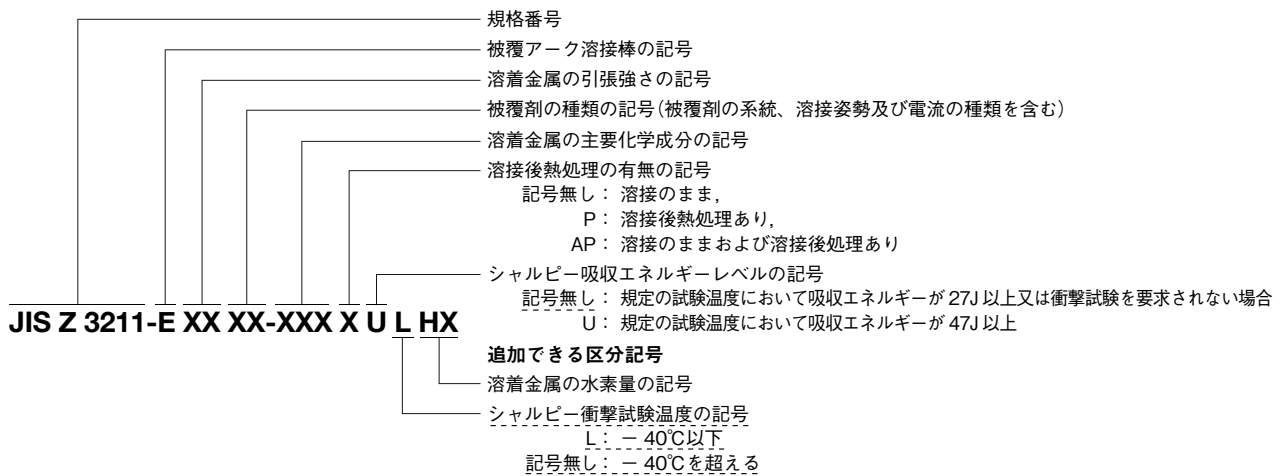 規格番号
被覆アーク溶接棒の記号
溶着金属の引張強さの記号
被覆剤の種類の記号(被覆剤の系統、溶接姿勢及び電流の種類を含む)
溶着金属の主要化学成分の記号
溶接後熱処理の有無の記号
記号無し: 溶接のまま,
P: 溶接後熱処理あり,
AP: 溶接のままおよび溶接後処理あり
シャルピー吸収エネルギーレベルの記号
記号無し: 規定の試験温度において吸収エネルギーが 27J 以上又は衝撃試験を要求されない場合
U: 規定の試験温度において吸収エネルギーが 47J 以上
JIS Z 3211-E XX XX-XXX X U L HX
追加できる区分記号
溶着金属の水素量の記号
シャルピー衝撃試験温度の記号
L: − 40℃以下
記号無し: − 40℃を超える